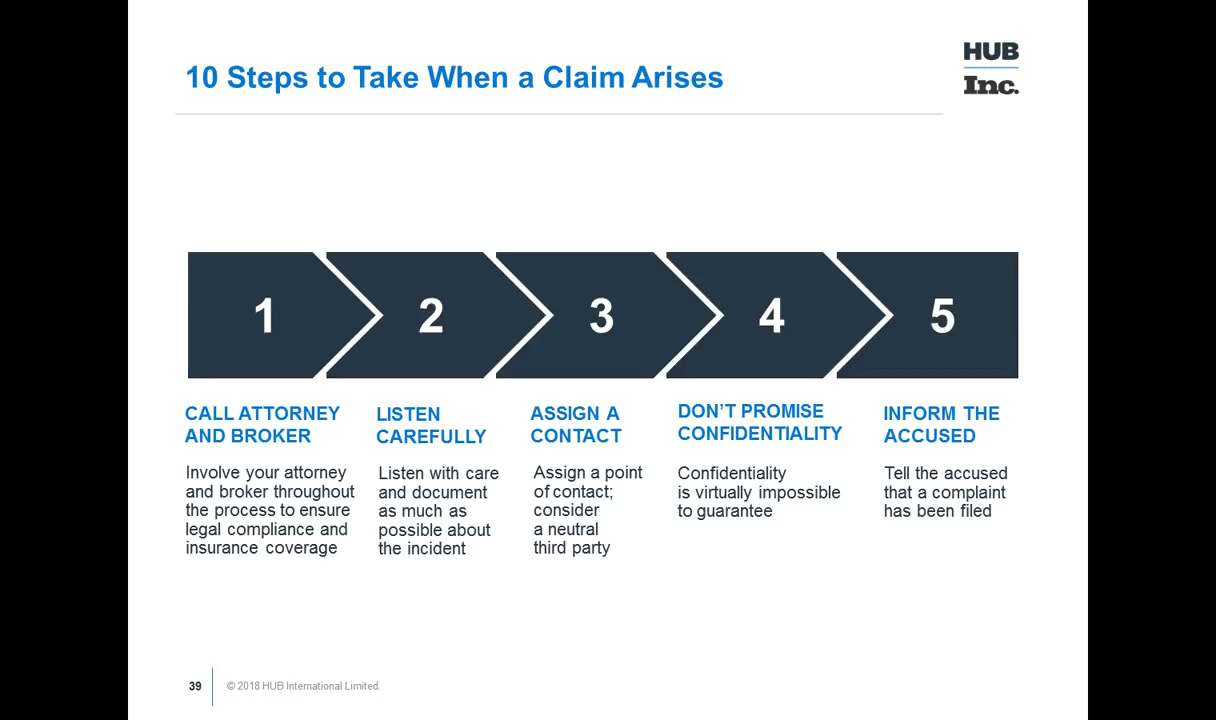 10 Steps to Take When a Claim Arises
HUB
Inc.
1
2
3
4
5
CALL ATTORNEY
AND BROKER
Involve your attorney
and broker throughout
the process to ensure
legal compliance and
insurance coverage
LISTEN
CAREFULLY
Listen with care
and document
as much as
possible about
the incident
ASSIGN A
CONTACT
Assign a point
of contact;
consider
a neutral
third party
DON’T PROMISE
CONFIDENTIALITY
Confidentiality
is virtually impossible
to guarantee
INFORM THE
ACCUSED
Tell the accused
that a complaint
has been filed
39
© 2018 HUB International Limited.